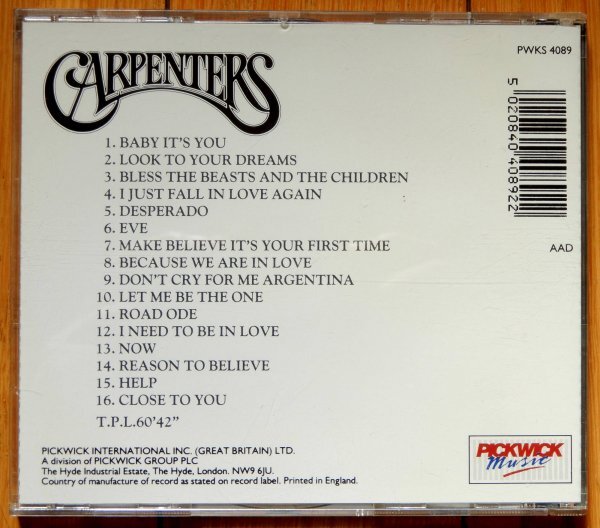 PWKS 4089
CARPENTERS
5 020840 408922
1. BABY IT'S YOU
2. LOOK TO YOUR DREAMS
3. BLESS THE BEASTS AND THE CHILDREN
4. I JUST FALL IN LOVE AGAIN
5. DESPERADO
6. EVE
7. MAKE BELIEVE IT'S YOUR FIRST TIME
AAD
8. BECAUSE WE ARE IN LOVE
9. DON'T CRY FOR ME ARGENTINA
10. LET ME BE THE ONE
11. ROAD ODE
12. I NEED TO BE IN LOVE
13. NOW
14. REASON TO BELIEVE
15. HELP
16. CLOSE TO YOU
T.P.L.60'42"
PICKWICK INTERNATIONAL INC. (GREAT BRITAIN) LTD.
A division of PICKWICK GROUP PLC
The Hyde Industrial Estate, The Hyde, London. NW9 6JU.
Country of manufacture of record as stated on record label. Printed in England.
PICKWICK
Music